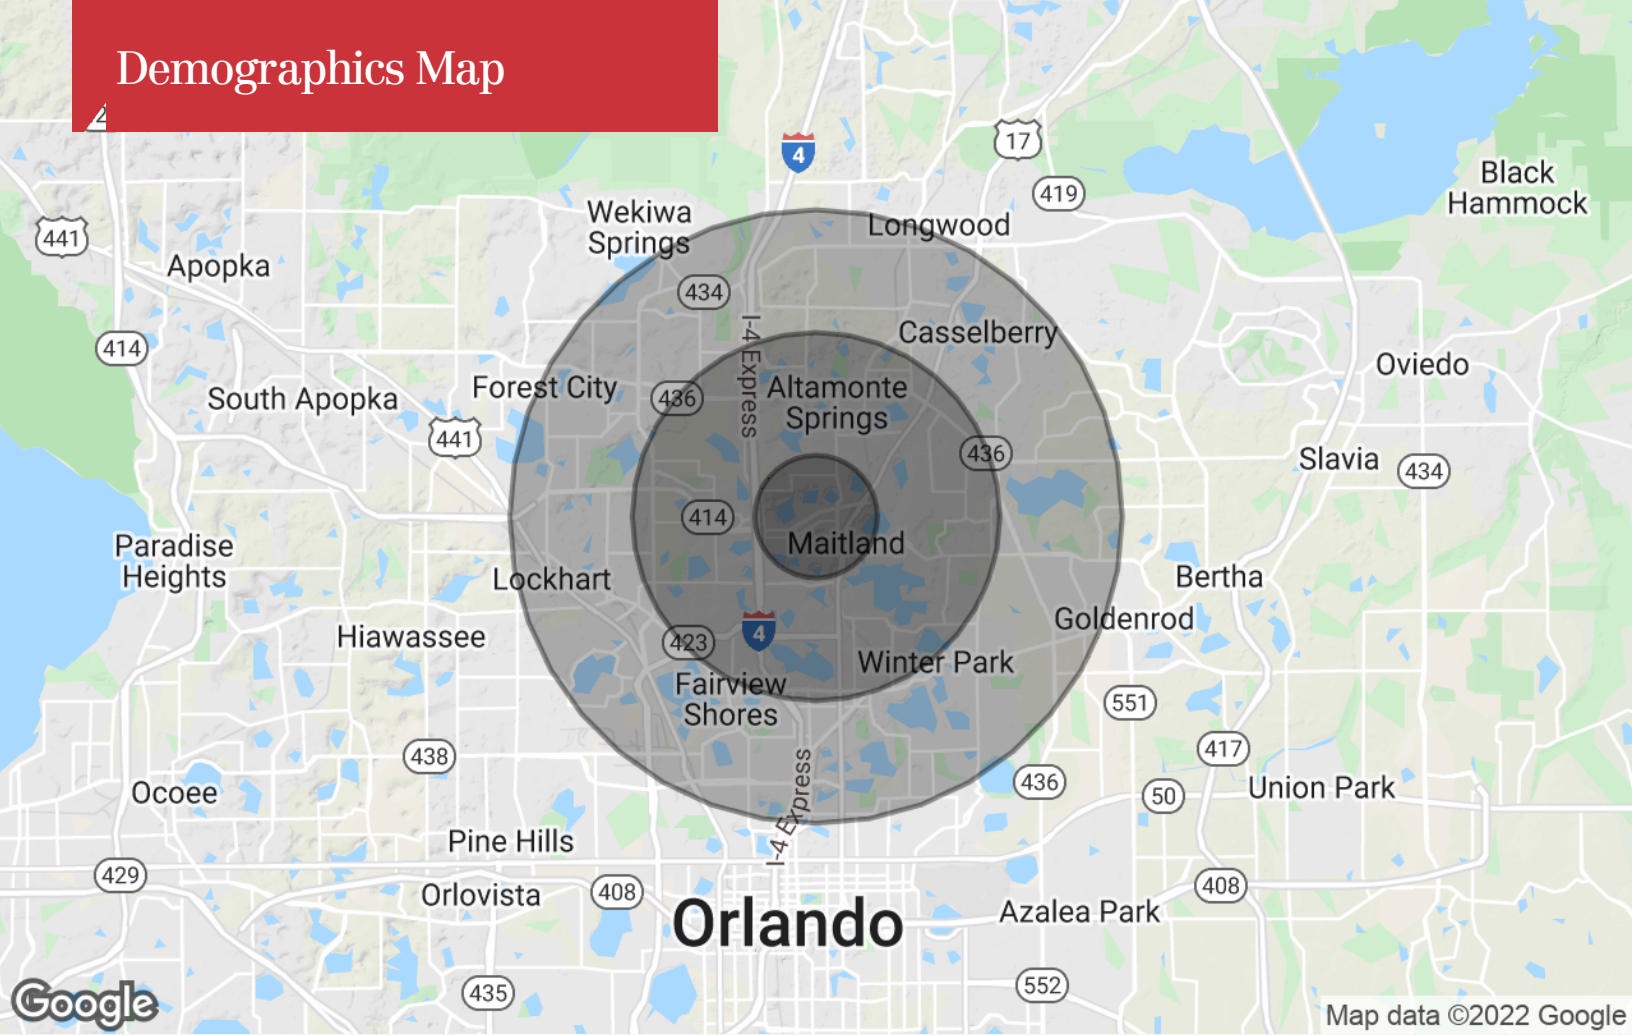 Demographics Map
2
4
17
419
Black
Hammock
Wekiwa
Springs
Longwood
441
Apopka
434
I-4 Express
Casselberry
414
Oviedo
Forest City
436
Altamonte
Springs
South Apopka
441
436
Slavia
434
414
Maitland
Paradise
Heights
Lockhart
Bertha
Goldenrod
Hiawassee
423
4
Winter Park
Fairview
Shores
551
438
417
I-4 Express
436
50
Union Park
Ocoee
Pine Hills
429
Orlovista
408
408
Orlando
Azalea Park
435
552
Google
Map data ©2022 Google